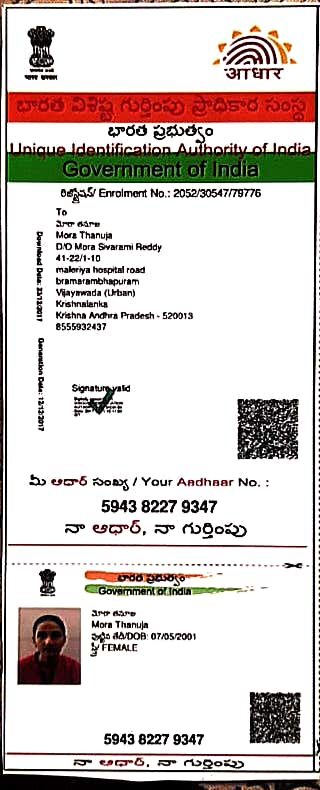 आधार
భారత విశిష్ట గుర్తింపు ప్రాధికార సంస్థ
భారత ప్రభుత్వం
Unique Identification Authority of India
Government of India
Enrolment No.: 2052/30547/79776
To
మోరా తనూజ
Mora Thanuja
D/O Mora Sivarami Reddy
41-22/1-10
maleriya hospital road
bramarambhapuram
Vijayawada (Urban)
Krishnalanka
Krishna Andhra Pradesh - 520013
8555932437
Download Date: 23/12/2017
Generation Date: 12/12/2017
Signature valid
మీ ఆధార్ సంఖ్య / Your Aadhaar No. :
5943 8227 9347
నా ఆధార్, నా గుర్తింపు
భారత ప్రభుత్వం
Government of India
మోరా తనూజ
Mora Thanuja
పుట్టిన తేదీ/DOB: 07/05/2001
స్త్రీ/ FEMALE
5943 8227 9347
నా ఆధార్, నా గుర్తింపు